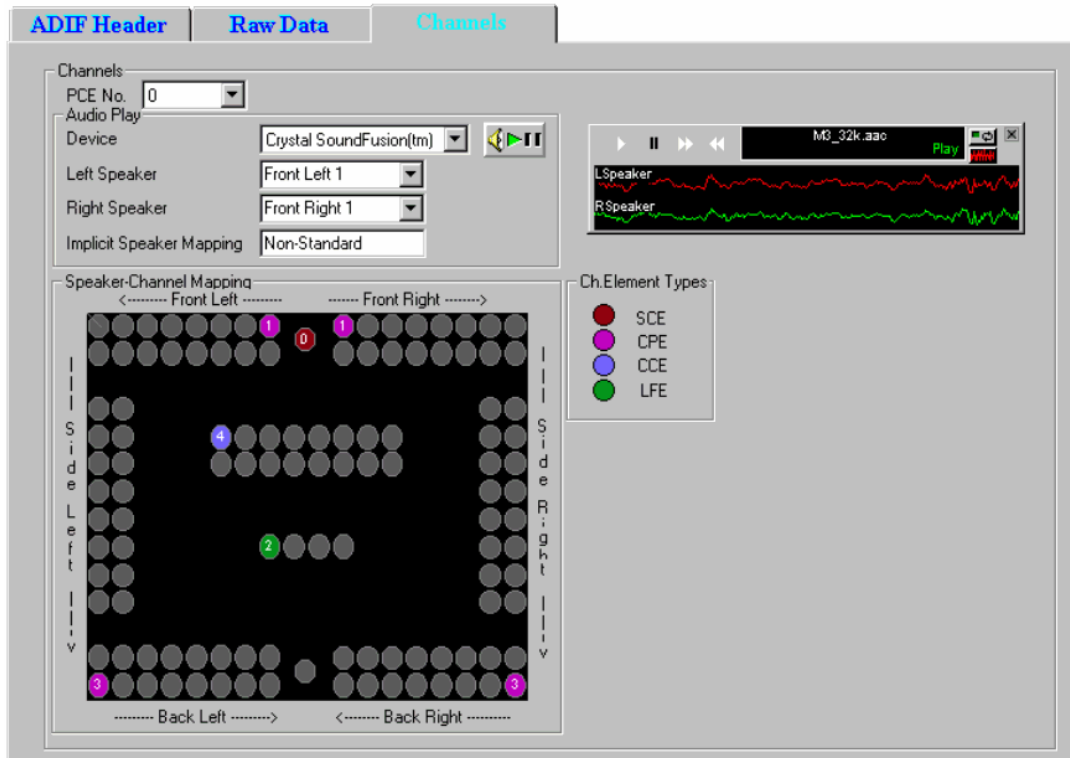 ADIF Header Raw Data Channels
Channels
PCE No. 0
Audio Play
Device Crystal SoundFusion(tm)
Left Speaker Front Left 1
Right Speaker Front Right 1
Implicit Speaker Mapping Non-Standard
M3_32k.aac
Play
LSpeaker
RSpeaker
Speaker-Channel Mapping
<--------- Front Left --------- ------- Front Right -------->
1 1
0
4
2
3 3
Side Left
Side Right
--------- Back Left ---------> <--------- Back Right ----------
Ch.Element Types
SCE
CPE
CCE
LFE